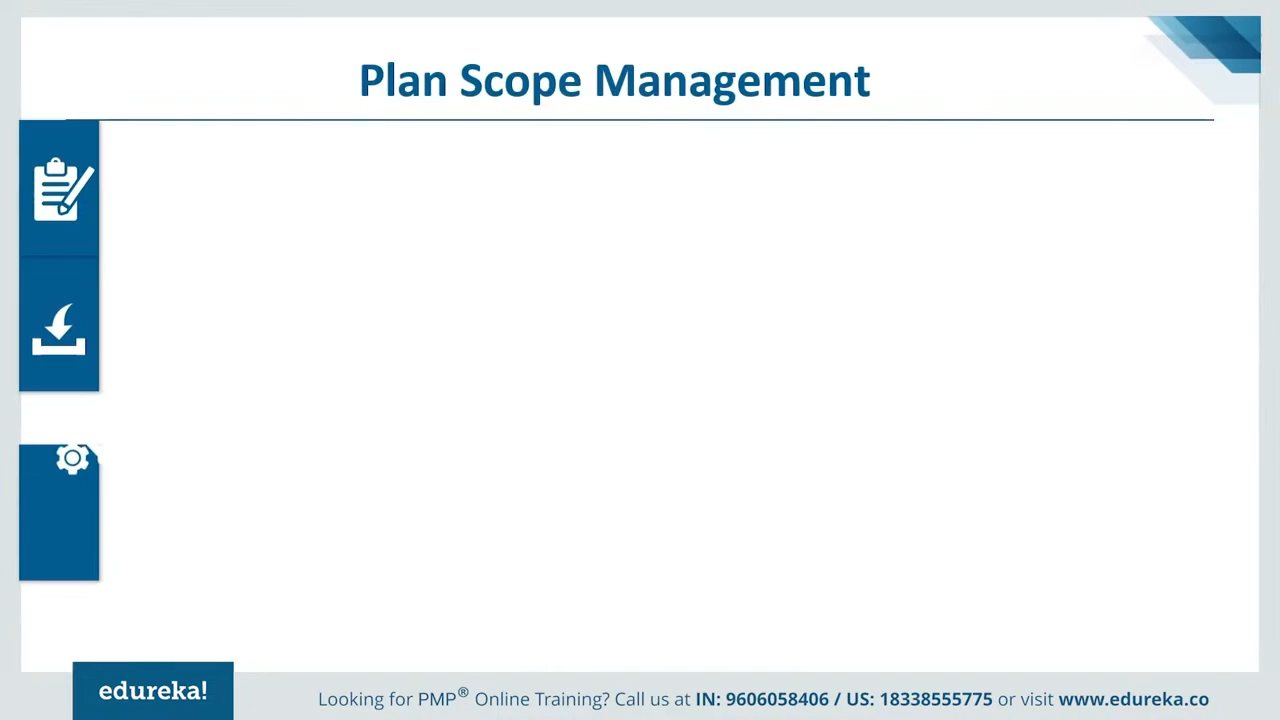 Plan Scope Management
edureka!
Looking for PMP® Online Training? Call us at IN: 9606058406 / US: 18338555775 or visit www.edureka.co